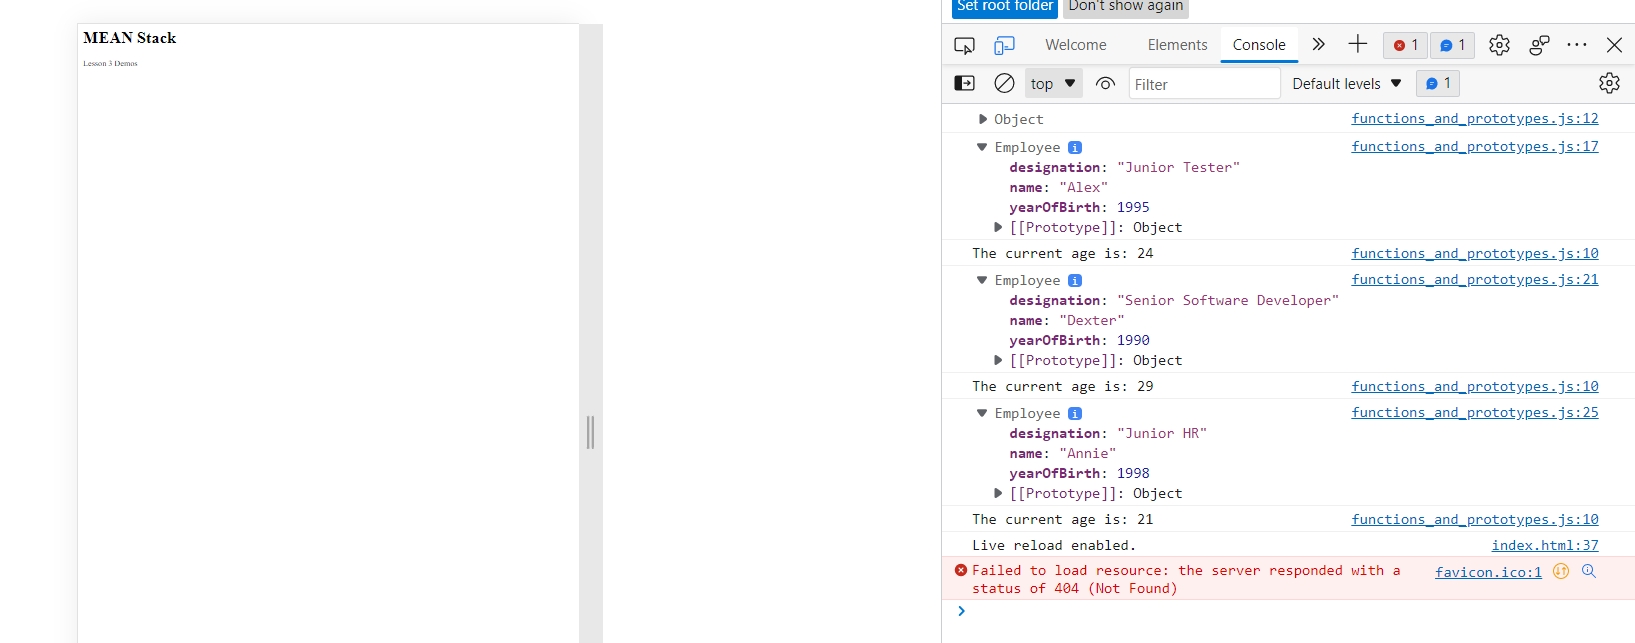 MEAN Stack
Lesson 3 Demos
Set root folder Don't show again
Welcome Elements Console 1 1
top Filter Default levels 1
Object functions_and_prototypes.js:12
Employee i functions_and_prototypes.js:17
designation: "Junior Tester"
name: "Alex"
yearOfBirth: 1995
[[Prototype]]: Object
The current age is: 24 functions_and_prototypes.js:10
Employee i functions_and_prototypes.js:21
designation: "Senior Software Developer"
name: "Dexter"
yearOfBirth: 1990
[[Prototype]]: Object
The current age is: 29 functions_and_prototypes.js:10
Employee i functions_and_prototypes.js:25
designation: "Junior HR"
name: "Annie"
yearOfBirth: 1998
[[Prototype]]: Object
The current age is: 21 functions_and_prototypes.js:10
Live reload enabled. index.html:37
Failed to load resource: the server responded with a favicon.ico:1
status of 404 (Not Found)